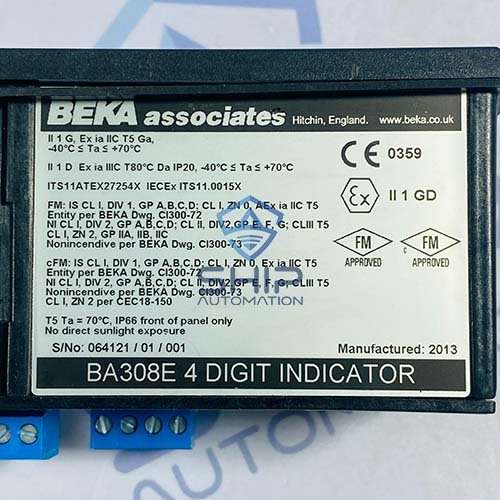 BEKA associates Hitchin, England. www.beka.co.uk
II 1 G, Ex ia IIC T5 Ga,
-40°C ≤ Ta ≤ +70°C
II 1 D Ex ia IIIC T80°C Da IP20, -40°C ≤ Ta ≤ +70°C
ITS11ATEX27254X IECEx ITS11.0015X
CE 0359
Ex II 1 GD
FM: IS CL I, DIV 1, GP A,B,C,D; CL I, ZN 0, AEx ia IIC T5
Entity per BEKA Dwg. CI300-72
NI CL I, DIV 2, GP A,B,C,D; CL II, DIV2,GP E, F, G; CLIII T5
CL I, ZN 2, GP IIA, IIB, IIC
Nonincendive per BEKA Dwg. CI300-73
FM APPROVED
c FM APPROVED
cFM: IS CL I, DIV 1, GP A,B,C,D; CL I, ZN 0, Ex ia IIC T5
Entity per BEKA Dwg. CI300-72
NI CL I, DIV 2, GP A,B,C,D; CL II, DIV2,GP E, F, G; CLIII T5
Nonincendive per BEKA Dwg. CI300-73
CL I, ZN 2 per CEC18-150
SHIP
AUTOMATION
T5 Ta = 70°C, IP66 front of panel only
No direct sunlight exposure
S/No: 064121 / 01 / 001 Manufactured: 2013
BA308E 4 DIGIT INDICATOR